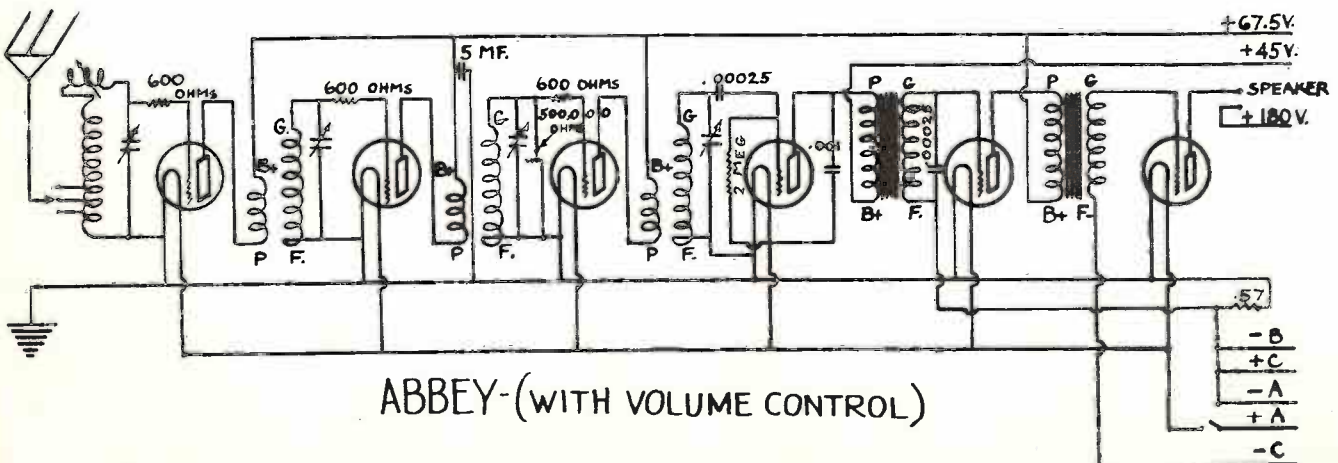 +67.5V.
+45V.
5 MF.
600 OHMS
600 OHMS
600 OHMS
500,000 OHMS
.00025
P
G
P
G
SPEAKER
+180V.
G
G
G
.00025
2 MEG
.001
B+
B+
B+
B+
F.
B+
F-
P
F.
P
F.
P
F.
.57
-B
+C
-A
+A
-C
ABBEY-(WITH VOLUME CONTROL)